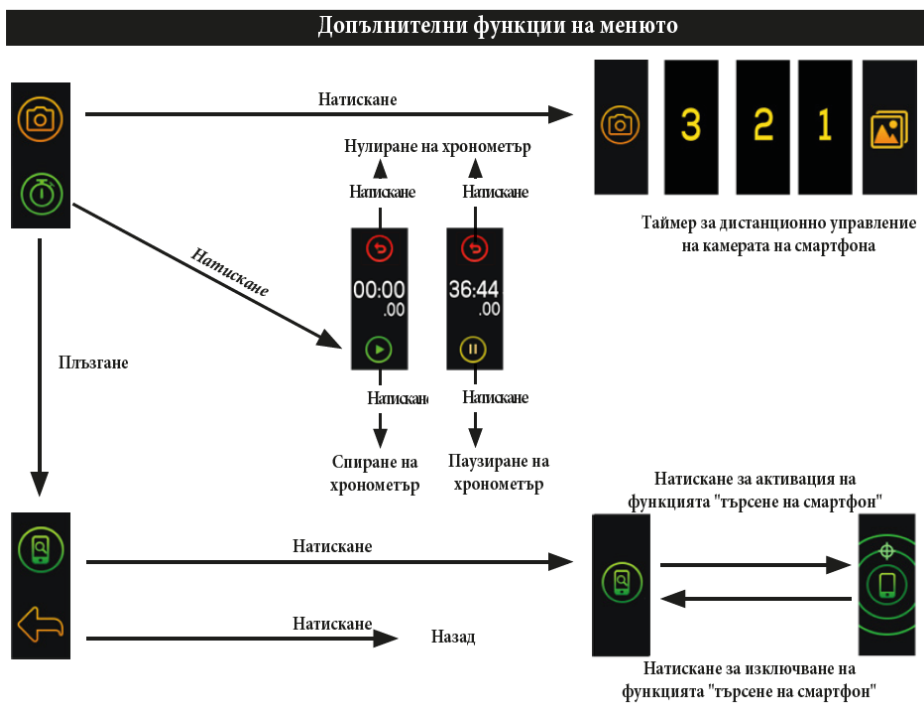 Допълнителни функции на менюто
Натискане
3
2
1
Таймер за дистанционно управление
на камерата на смартфона
Нулиране на хронометър
Натискане
Натискане
00:00
.00
36:44
.00
Натискане
Натискане
Натискане
Спиране на
хронометър
Паузиране на
хронометър
Плъзгане
Натискане
Натискане за активация на
функцията "търсене на смартфон"
Натискане
Назад
Натискане за изключване на
функцията "търсене на смартфон"